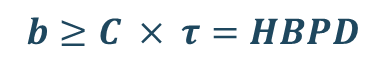 b ≥ C × τ = HBPD